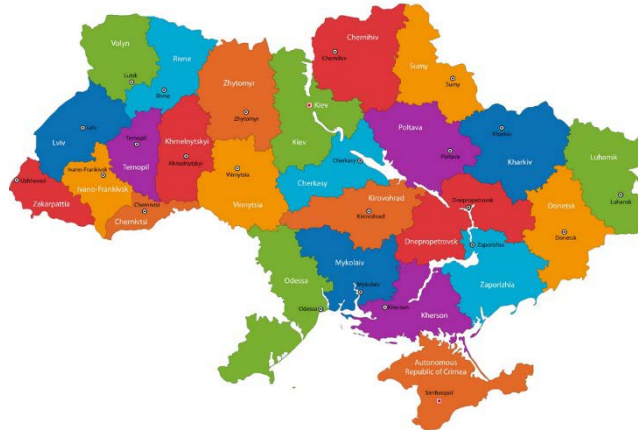 Volyn
Lutsk
Rivne
Rivne
Zhytomyr
Zhytomyr
Chernihiv
Chernihiv
Sumy
Sumy
Kiev
Kiev
Lviv
Lviv
Ternopil
Ternopil
Khmelnytskyi
Khmelnytskyi
Poltava
Poltava
Kharkiv
Kharkiv
Luhansk
Luhansk
Uzhhorod
Zakarpattia
Ivano-Frankivsk
Ivano-Frankivsk
Chernivtsi
Chernivtsi
Vinnytsia
Vinnytsia
Cherkasy
Cherkasy
Kirovohrad
Kirovohrad
Dnepropetrovsk
Dnepropetrovsk
Donetsk
Donetsk
Zaporizhia
Zaporizhia
Odessa
Odessa
Mykolaiv
Mykolaiv
Kherson
Kherson
Autonomous
Republic of Crimea
Simferopol